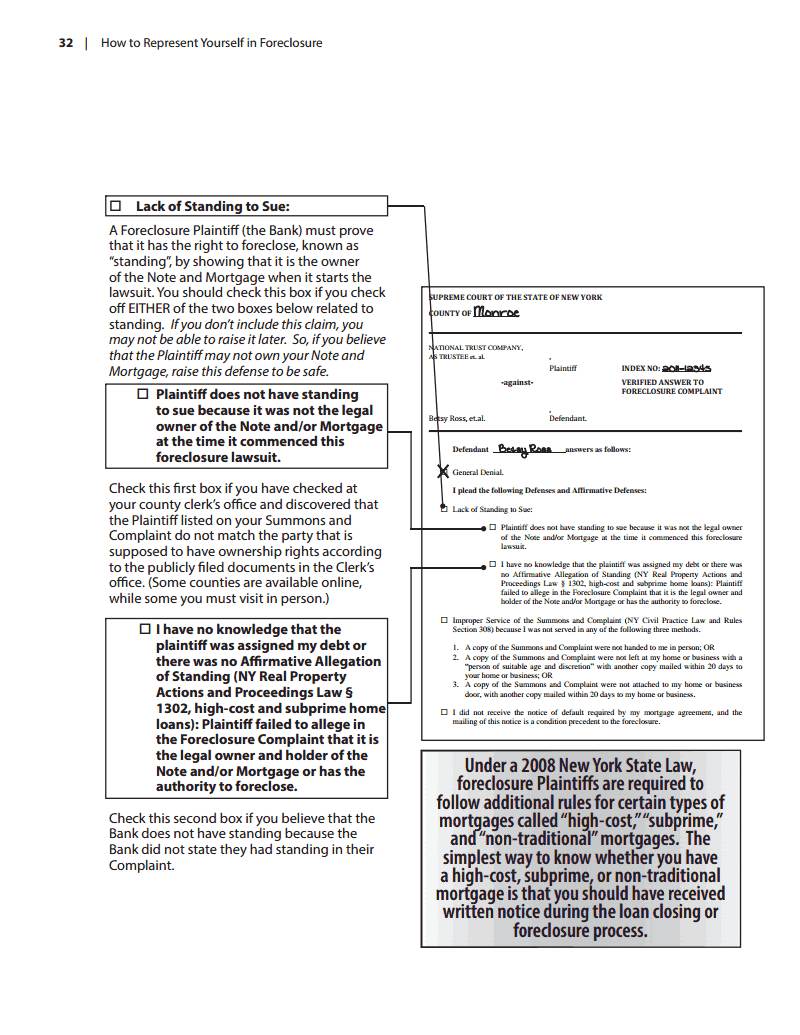 32 | How to Represent Yourself in Foreclosure
☐ Lack of Standing to Sue:
A Foreclosure Plaintiff (the Bank) must prove
that it has the right to foreclose, known as
“standing”, by showing that it is the owner
of the Note and Mortgage when it starts the
lawsuit. You should check this box if you check
off EITHER of the two boxes below related to
standing. If you don’t include this claim, you
may not be able to raise it later. So, if you believe
that the Plaintiff may not own your Note and
Mortgage, raise this defense to be safe.
☐ Plaintiff does not have standing
to sue because it was not the legal
owner of the Note and/or Mortgage
at the time it commenced this
foreclosure lawsuit.
Check this first box if you have checked at
your county clerk’s office and discovered that
the Plaintiff listed on your Summons and
Complaint do not match the party that is
supposed to have ownership rights according
to the publicly filed documents in the Clerk’s
office. (Some counties are available online,
while some you must visit in person.)
☐ I have no knowledge that the
plaintiff was assigned my debt or
there was no Affirmative Allegation
of Standing (NY Real Property
Actions and Proceedings Law §
1302, high-cost and subprime home
loans): Plaintiff failed to allege in
the Foreclosure Complaint that it is
the legal owner and holder of the
Note and/or Mortgage or has the
authority to foreclose.
Check this second box if you believe that the
Bank does not have standing because the
Bank did not state they had standing in their
Complaint.
SUPREME COURT OF THE STATE OF NEW YORK
COUNTY OF Monroe
NATIONAL TRUST COMPANY,
AS TRUSTEE et. al. ,
Plaintiff INDEX NO: 2011-12345
-against- VERIFIED ANSWER TO
FORECLOSURE COMPLAINT
,
Betsy Ross, et.al. Defendant.
Defendant Betsy Ross answers as follows:
X General Denial.
I plead the following Defenses and Affirmative Defenses:
☐ Lack of Standing to Sue:
☐ Plaintiff does not have standing to sue because it was not the legal owner
of the Note and/or Mortgage at the time it commenced this foreclosure
lawsuit.
☐ I have no knowledge that the plaintiff was assigned my debt or there was
no Affirmative Allegation of Standing (NY Real Property Actions and
Proceedings Law § 1302, high-cost and subprime home loans): Plaintiff
failed to allege in the Foreclosure Complaint that it is the legal owner and
holder of the Note and/or Mortgage or has the authority to foreclose.
☐ Improper Service of the Summons and Complaint (NY Civil Practice Law and Rules
Section 308) because I was not served in any of the following three methods.
1. A copy of the Summons and Complaint were not handed to me in person; OR
2. A copy of the Summons and Complaint were not left at my home or business with a
“person of suitable age and discretion” with another copy mailed within 20 days to
your home or business; OR
3. A copy of the Summons and Complaint were not attached to my home or business
door, with another copy mailed within 20 days to my home or business.
☐ I did not receive the notice of default required by my mortgage agreement, and the
mailing of this notice is a condition precedent to the foreclosure.
Under a 2008 New York State Law,
foreclosure Plaintiffs are required to
follow additional rules for certain types of
mortgages called “high-cost,” “subprime,”
and “non-traditional” mortgages. The
simplest way to know whether you have
a high-cost, subprime, or non-traditional
mortgage is that you should have received
written notice during the loan closing or
foreclosure process.